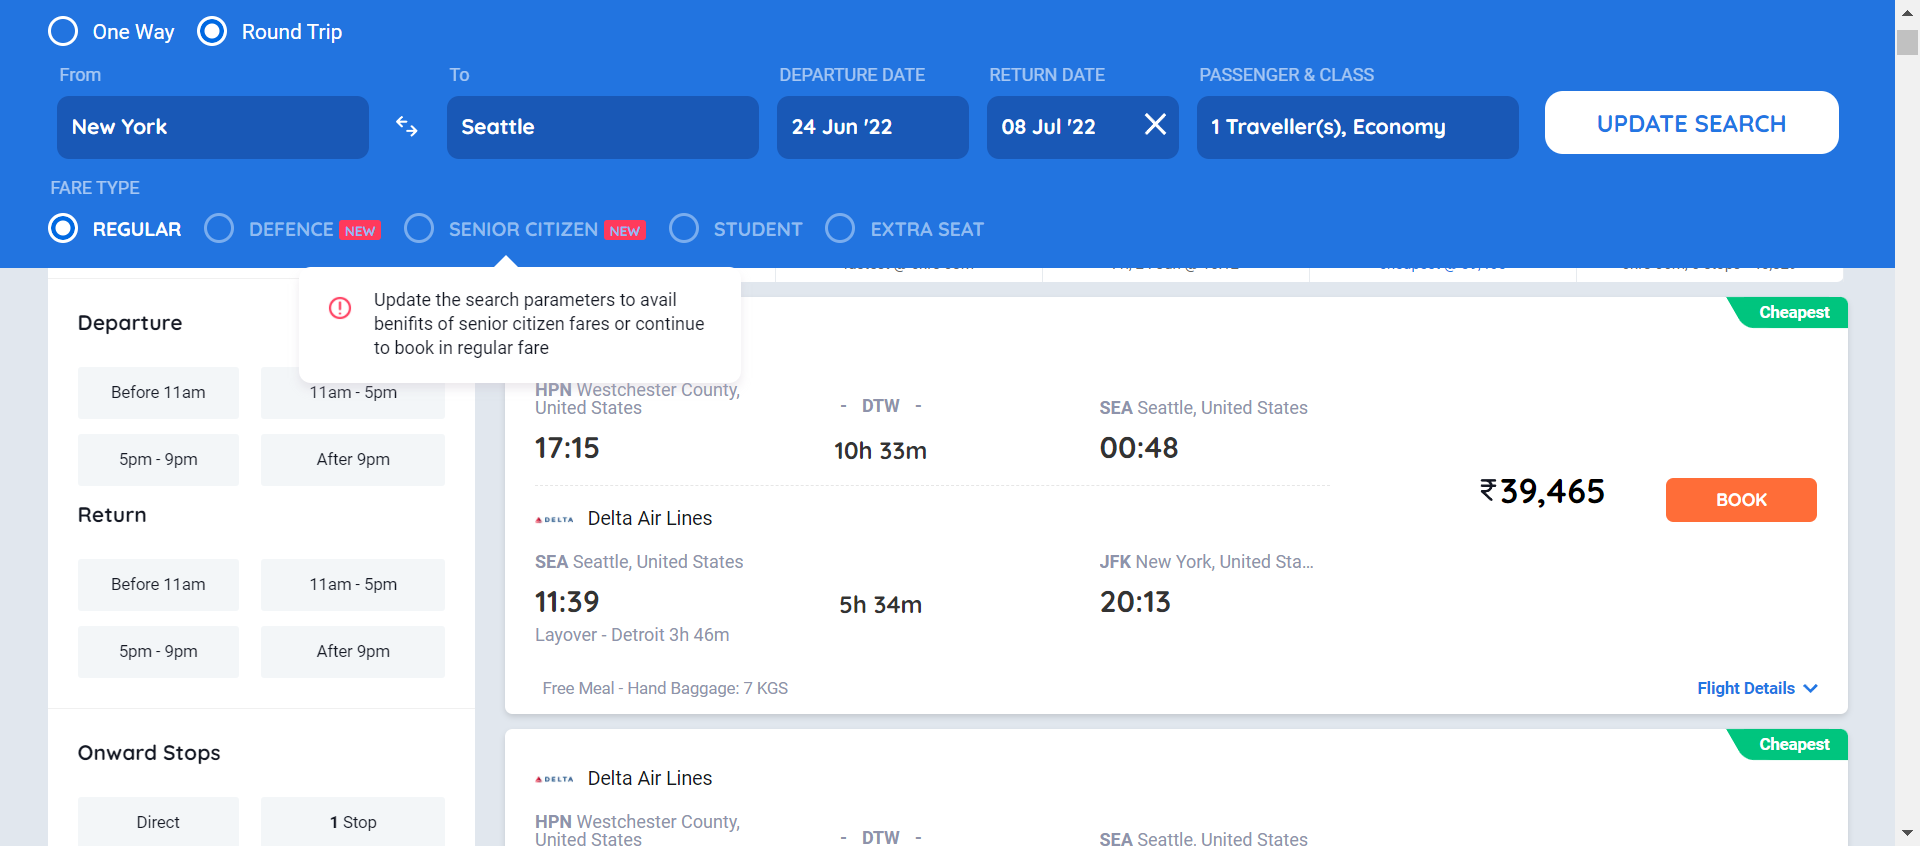 One Way
Round Trip
From
To
DEPARTURE DATE
RETURN DATE
PASSENGER & CLASS
New York
Seattle
24 Jun '22
08 Jul '22
1 Traveller(s), Economy
UPDATE SEARCH
FARE TYPE
REGULAR
DEFENCE NEW
SENIOR CITIZEN NEW
STUDENT
EXTRA SEAT
Update the search parameters to avail
benifits of senior citizen fares or continue
to book in regular fare
Departure
Before 11am
11am - 5pm
5pm - 9pm
After 9pm
Return
Before 11am
11am - 5pm
5pm - 9pm
After 9pm
Onward Stops
Direct
1 Stop
Cheapest
HPN Westchester County,
United States
- DTW -
SEA Seattle, United States
17:15
10h 33m
00:48
₹39,465
BOOK
DELTA Delta Air Lines
SEA Seattle, United States
JFK New York, United Sta...
11:39
5h 34m
20:13
Layover - Detroit 3h 46m
Free Meal - Hand Baggage: 7 KGS
Flight Details
Cheapest
DELTA Delta Air Lines
HPN Westchester County,
United States
- DTW -
SEA Seattle, United States